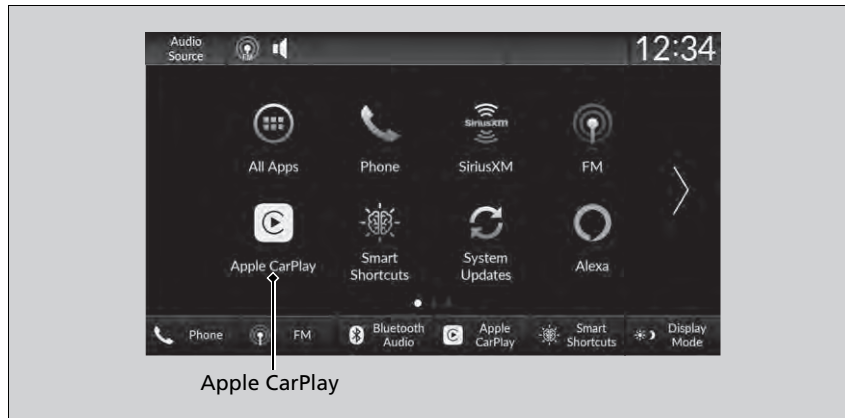 Audio
Source
FM
12:34
All Apps
Phone
SiriusXM
FM
Apple CarPlay
Smart
Shortcuts
System
Updates
Alexa
Phone
FM
Bluetooth
Audio
Apple
CarPlay
Smart
Shortcuts
Display
Mode
Apple CarPlay